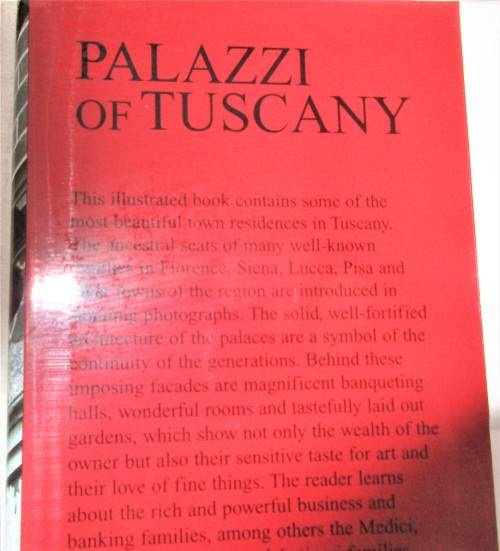 PALAZZI
OF TUSCANY
This illustrated book contains some of the
most beautiful town residences in Tuscany.
The ancestral seats of many well-known
families in Florence, Siena, Lucca, Pisa and
other towns of the region are introduced in
stunning photographs. The solid, well-fortified
architecture of the palaces are a symbol of the
continuity of the generations. Behind these
imposing facades are magnificent banqueting
halls, wonderful rooms and tastefully laid out
gardens, which show not only the wealth of the
owner but also their sensitive taste for art and
their love of fine things. The reader learns
about the rich and powerful business and
banking families, among others the Medici,